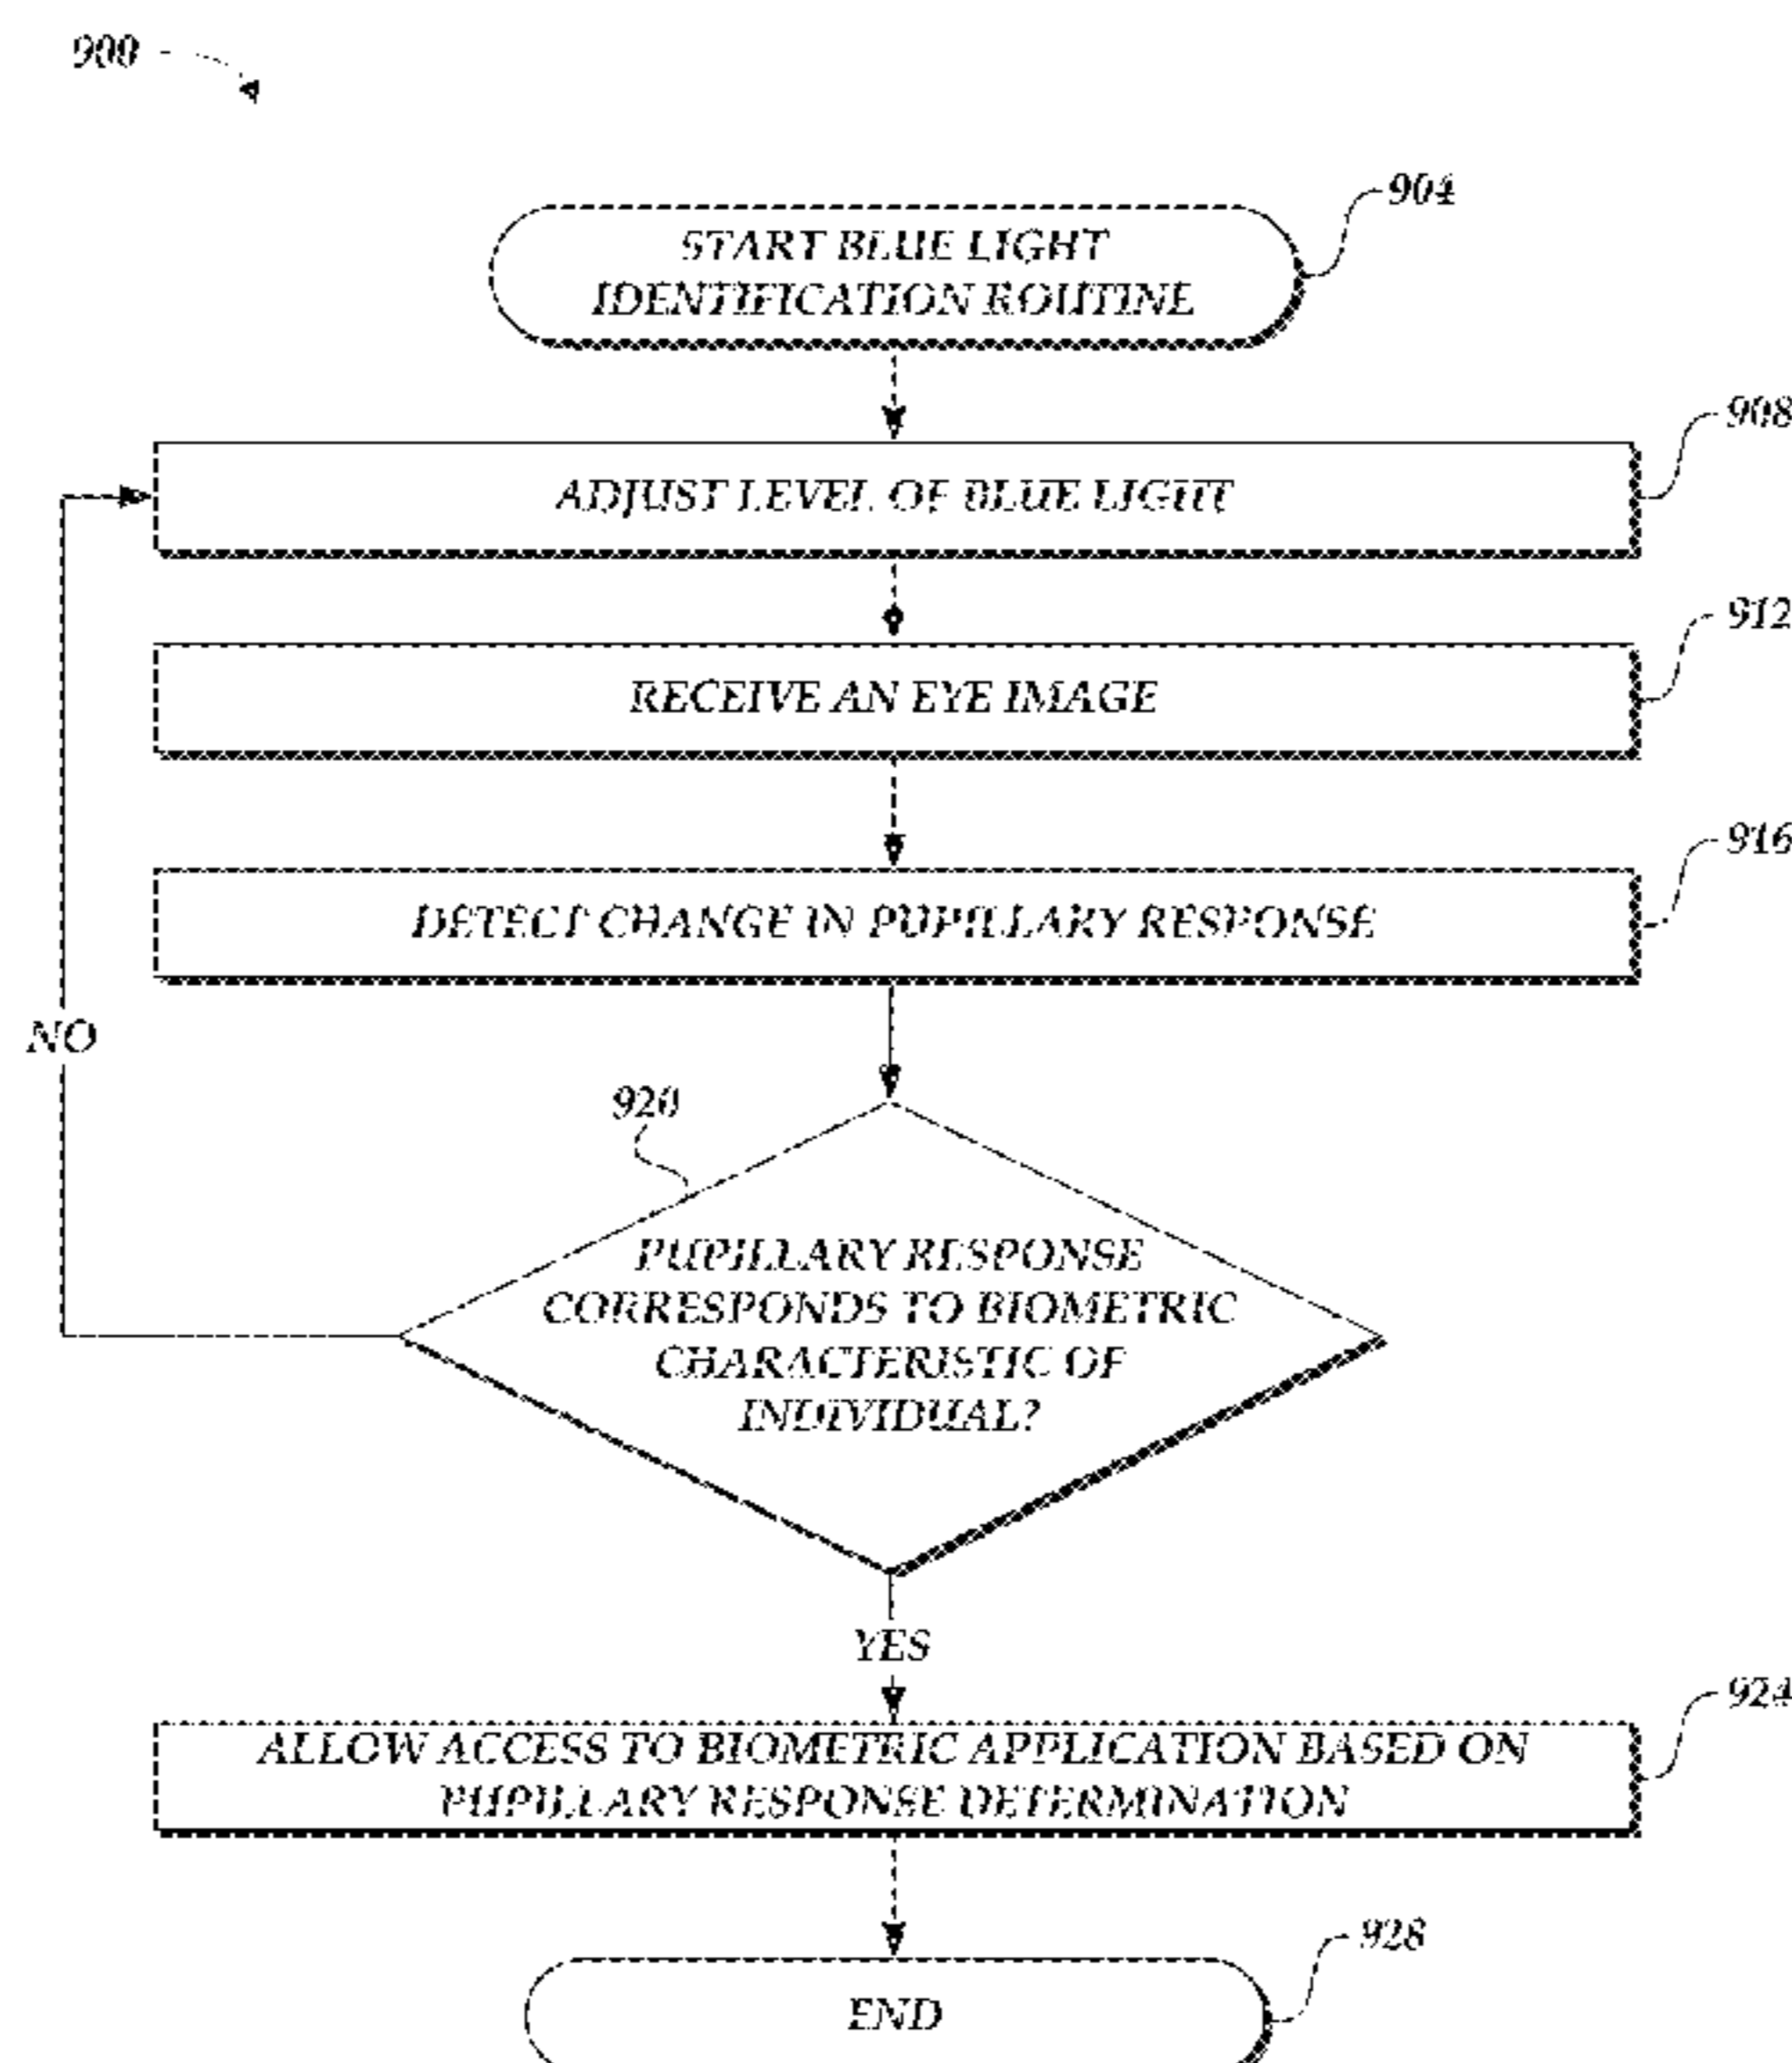 900
904
START BLUE LIGHT
IDENTIFICATION ROUTINE
908
ADJUST LEVEL OF BLUE LIGHT
912
RECEIVE AN EYE IMAGE
916
DETECT CHANGE IN PUPILLARY RESPONSE
NO
920
PUPILLARY RESPONSE
CORRESPONDS TO BIOMETRIC
CHARACTERISTIC OF
INDIVIDUAL?
YES
924
ALLOW ACCESS TO BIOMETRIC APPLICATION BASED ON
PUPILLARY RESPONSE DETERMINATION
928
END